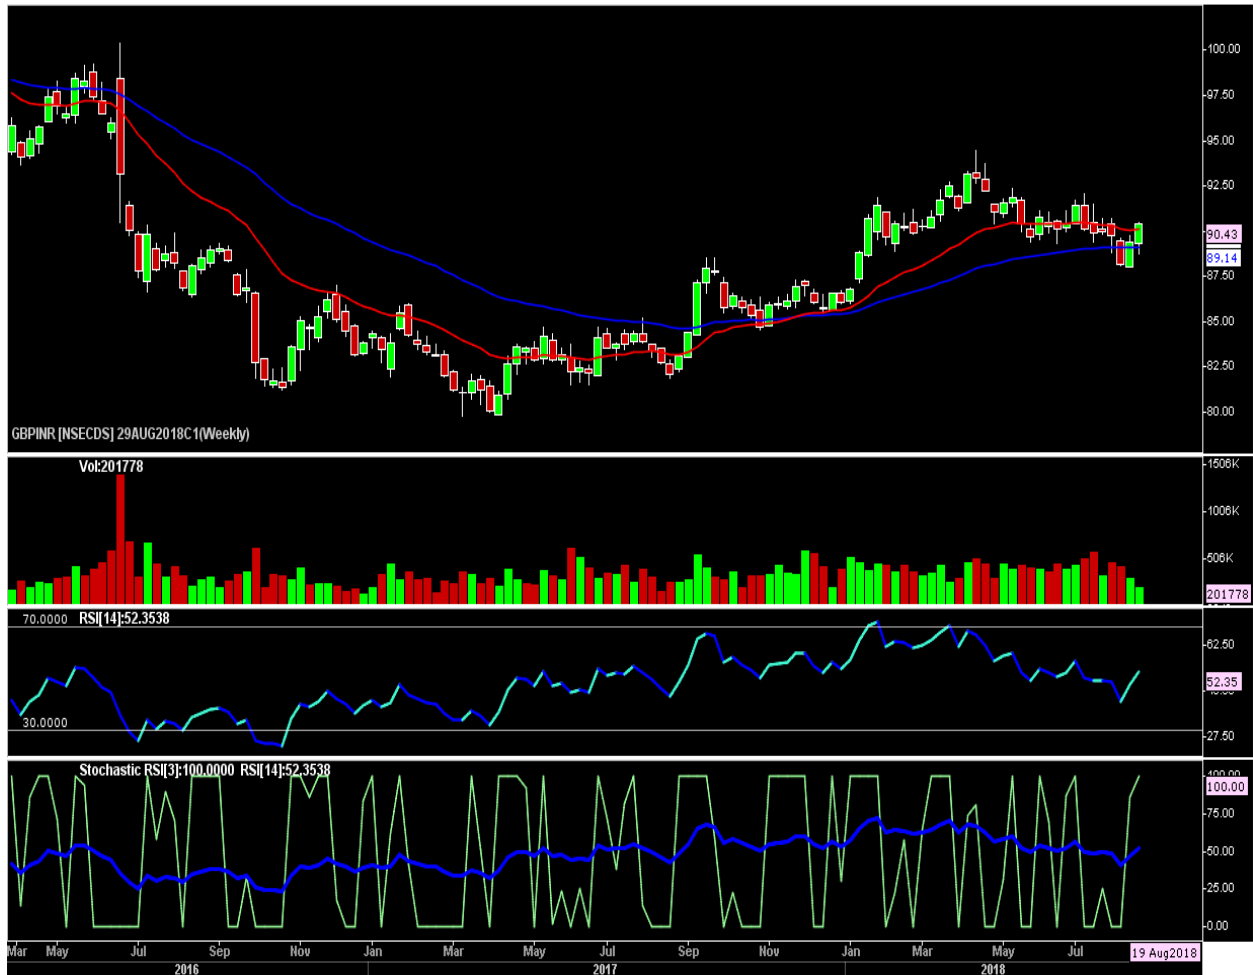 100.00
97.50
95.00
92.50
90.43
89.14
87.50
85.00
82.50
80.00
GBPINR [NSECDS] 29AUG2018C1(Weekly)
Vol:201778
1506K
1006K
506K
201778
70.0000 RSI[14]:52.3538
62.50
52.35
30.0000
27.50
Stochastic RSI[3]:100.0000 RSI[14]:52.3538
100.00
75.00
50.00
25.00
0.00
Mar May Jul Sep Nov Jan Mar May Jul Sep Nov Jan Mar May Jul 19 Aug2018
2016 2017 2018